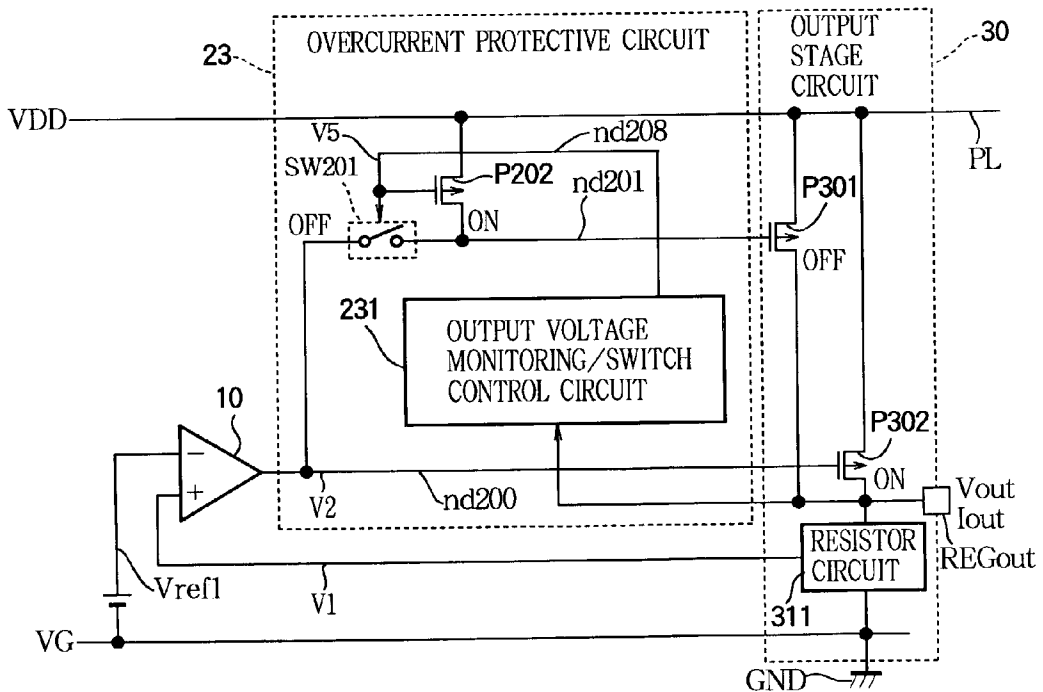 OVERCURRENT PROTECTIVE CIRCUIT
23
OUTPUT
STAGE
CIRCUIT
30
VDD
V5
nd208
PL
SW201
P202
nd201
P301
OFF
ON
OFF
231
OUTPUT VOLTAGE
MONITORING/SWITCH
CONTROL CIRCUIT
10
P302
−
+
ON
V2
nd200
Vout
Iout
REGout
RESISTOR
CIRCUIT
Vref1
V1
311
VG
GND